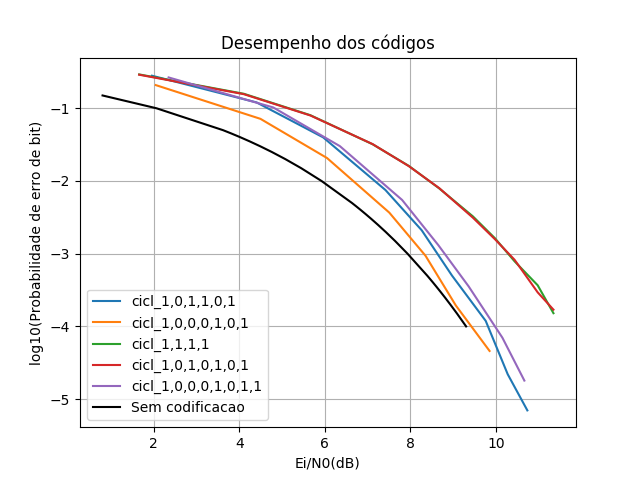 Desempenho dos códigos
log10(Probabilidade de erro de bit)
−1
−2
−3
−4
−5
cicl_1,0,1,1,0,1
cicl_1,0,0,0,1,0,1
cicl_1,1,1,1
cicl_1,0,1,0,1,0,1
cicl_1,0,0,0,1,0,1,1
Sem codificacao
2 4 6 8 10
Ei/N0(dB)